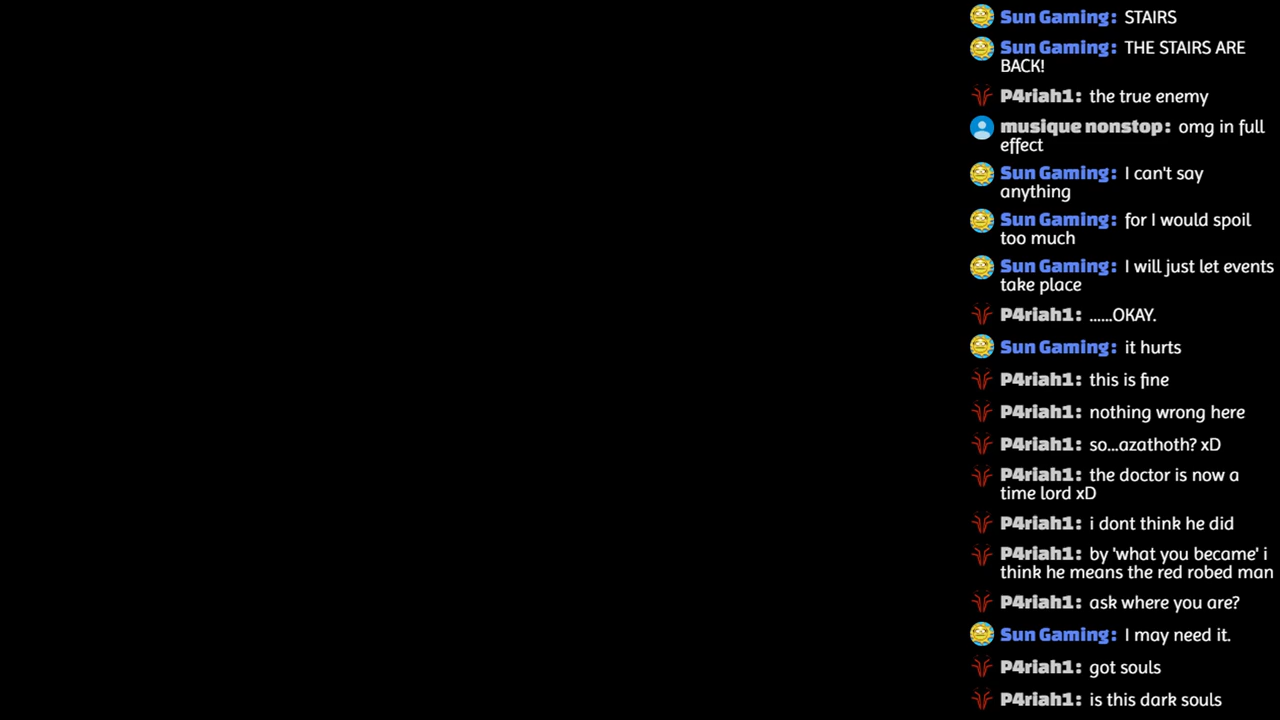 Sun Gaming: STAIRS
Sun Gaming: THE STAIRS ARE
BACK!
P4riah1: the true enemy
musique nonstop: omg in full
effect
Sun Gaming: I can't say
anything
Sun Gaming: for I would spoil
too much
Sun Gaming: I will just let events
take place
P4riah1: ......OKAY.
Sun Gaming: it hurts
P4riah1: this is fine
P4riah1: nothing wrong here
P4riah1: so...azathoth? xD
P4riah1: the doctor is now a
time lord xD
P4riah1: i dont think he did
P4riah1: by 'what you became' i
think he means the red robed man
P4riah1: ask where you are?
Sun Gaming: I may need it.
P4riah1: got souls
P4riah1: is this dark souls